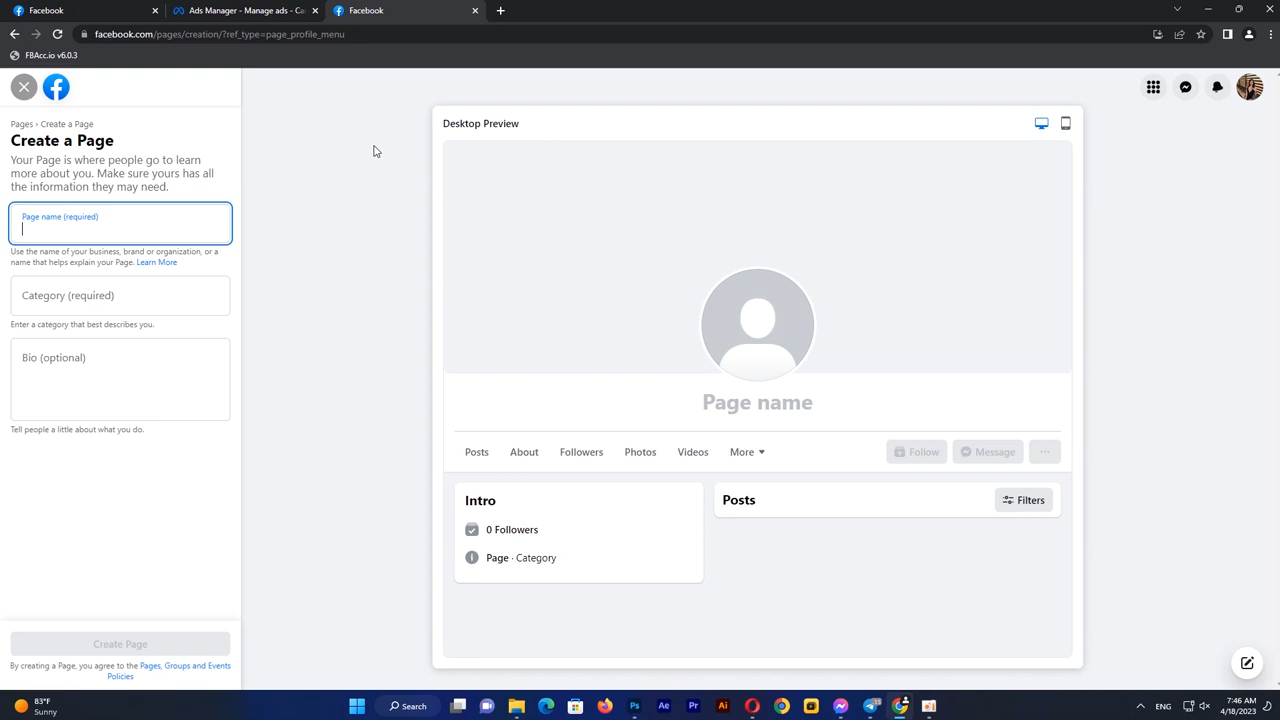 Facebook
Ads Manager - Manage ads - Ca
Facebook
facebook.com/pages/creation/?ref_type=page_profile_menu
FBAcc.io v6.0.3
Pages › Create a Page
Create a Page
Your Page is where people go to learn
more about you. Make sure yours has all
the information they may need.
Page name (required)
Use the name of your business, brand or organization, or a
name that helps explain your Page. Learn More
Category (required)
Enter a category that best describes you.
Bio (optional)
Tell people a little about what you do.
Create Page
By creating a Page, you agree to the Pages, Groups and Events
Policies
Desktop Preview
Page name
Posts
About
Followers
Photos
Videos
More
Follow
Message
Intro
0 Followers
Page · Category
Posts
Filters
83°F
Sunny
Search
Ps
Ae
Pr
Ai
ENG
7:46 AM
4/18/2023